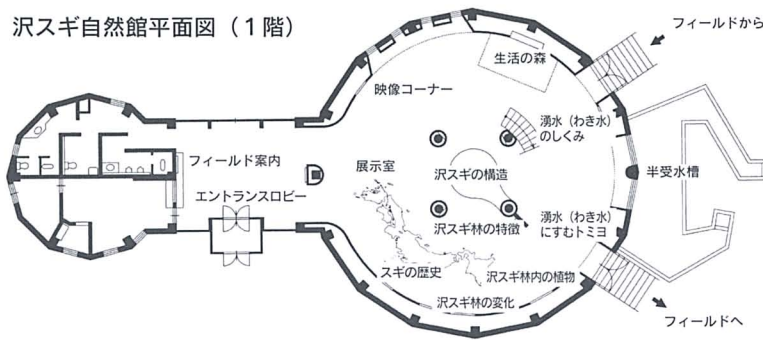 沢スギ自然館平面図（1階）
フィールドから
生活の森
映像コーナー
湧水（わき水）
のしくみ
フィールド案内
展示室
沢スギの構造
半受水槽
エントランスロビー
沢スギ林の特徴
湧水（わき水）
にすむトミヨ
スギの歴史
沢スギ林内の植物
沢スギ林の変化
フィールドへ